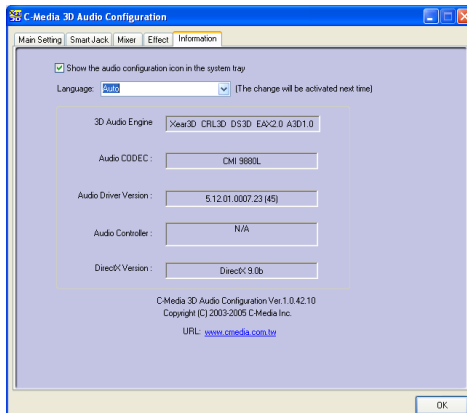 C-Media 3D Audio Configuration
Main Setting Smart Jack Mixer Effect Information
Show the audio configuration icon in the system tray
Language: Auto (The change will be activated next time)
3D Audio Engine Xear3D CRL3D DS3D EAX2.0 A3D1.0
Audio CODEC : CMI 9880L
Audio Driver Version : 5.12.01.0007.23 (45)
Audio Controller : N/A
DirectX Version : DirectX 9.0b
C-Media 3D Audio Configuration Ver.1.0.42.10
Copyright (C) 2003-2005 C-Media Inc.
URL: www.cmedia.com.tw
OK